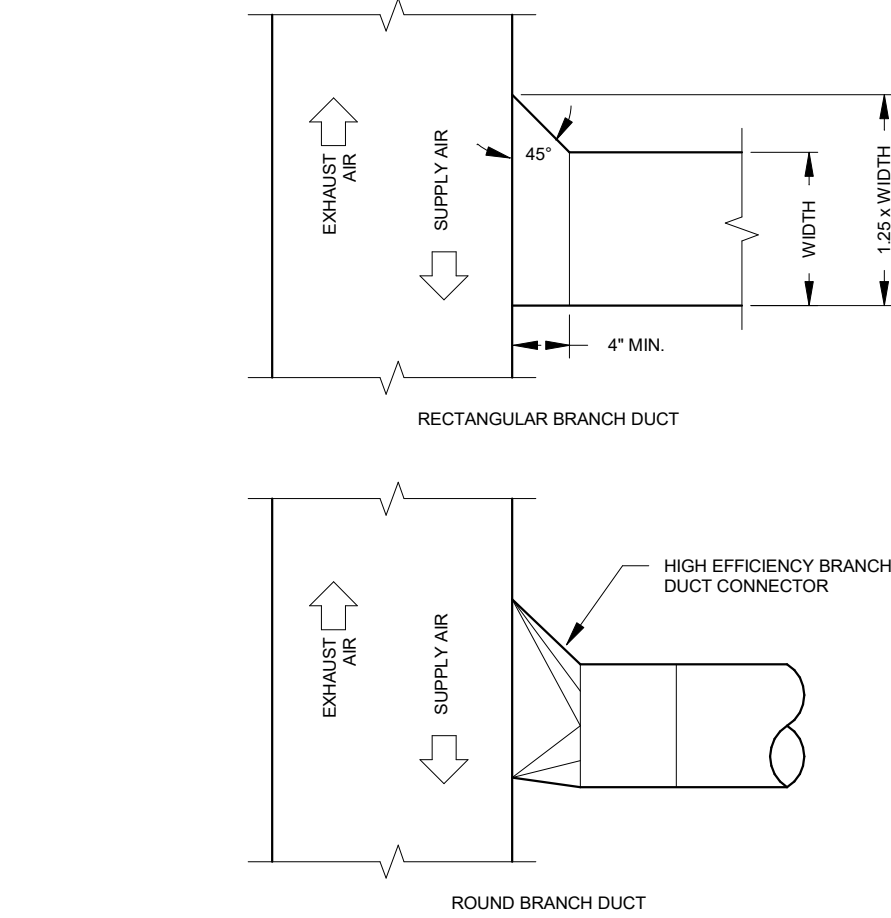 EXHAUST
AIR
SUPPLY AIR
45°
WIDTH
1.25 x WIDTH
4" MIN.
RECTANGULAR BRANCH DUCT
HIGH EFFICIENCY BRANCH
DUCT CONNECTOR
EXHAUST
AIR
SUPPLY AIR
ROUND BRANCH DUCT